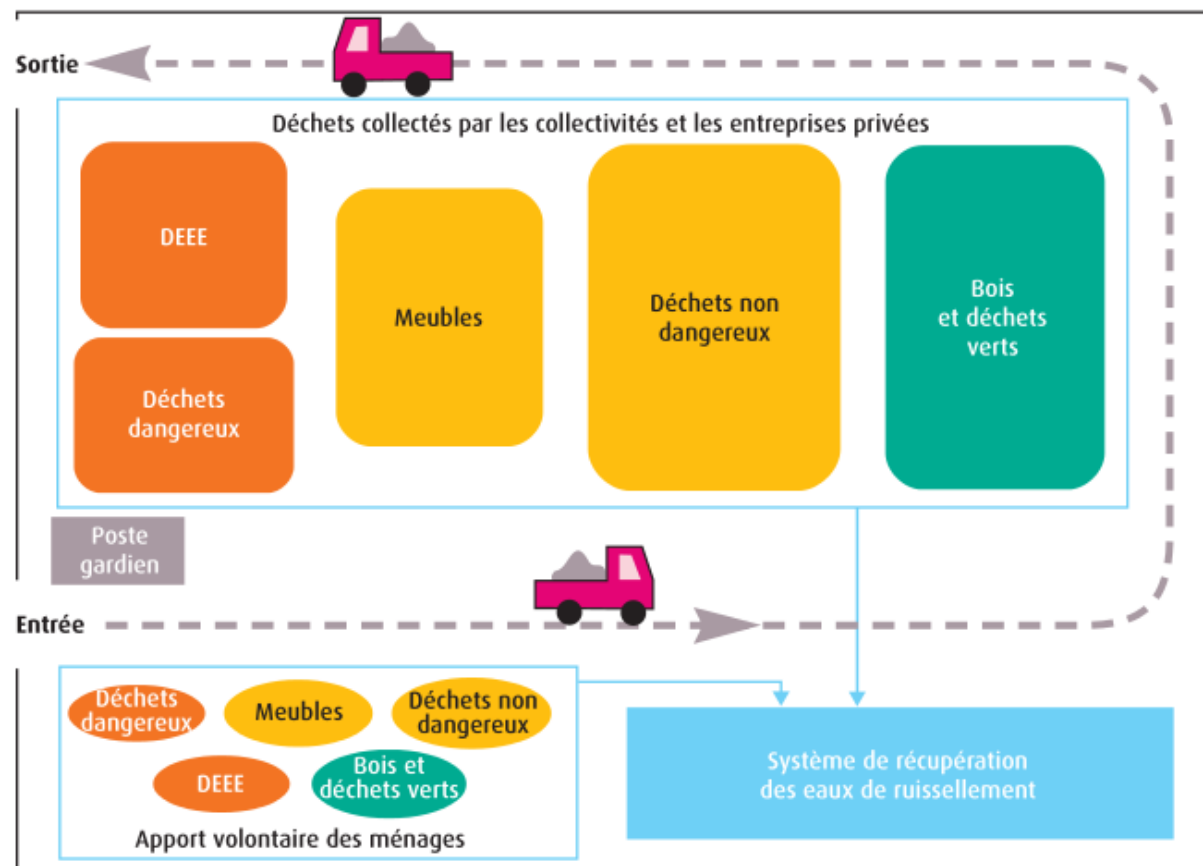 Sortie
Déchets collectés par les collectivités et les entreprises privées
DEEE
Déchets
dangereux
Meubles
Déchets non
dangereux
Bois
et déchets
verts
Poste
gardien
Entrée
Déchets
dangereux
Meubles
Déchets non
dangereux
DEEE
Bois et
déchets verts
Apport volontaire des ménages
Système de récupération
des eaux de ruissellement